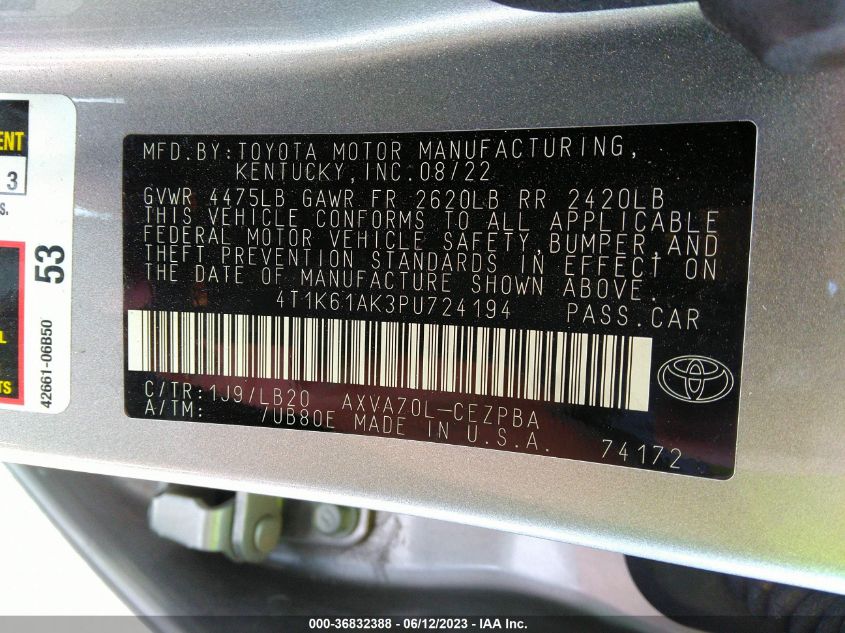 ENT
3
S.
53
42661-06B50
L
TS
MFD.BY:TOYOTA MOTOR MANUFACTURING,
KENTUCKY,INC.08/22
GVWR 4475LB GAWR FR 2620LB RR 2420LB
THIS VEHICLE CONFORMS TO ALL APPLICABLE
FEDERAL MOTOR VEHICLE SAFETY,BUMPER,AND
THEFT PREVENTION STANDARDS IN EFFECT ON
THE DATE OF MANUFACTURE SHOWN ABOVE.
4T1K61AK3PU724194 PASS.CAR
C/TR:1J9/LB20 AXVA70L-CEZPBA
A/TM: /UB80E MADE IN U.S.A. 74172
000-36832388 - 06/12/2023 - IAA Inc.